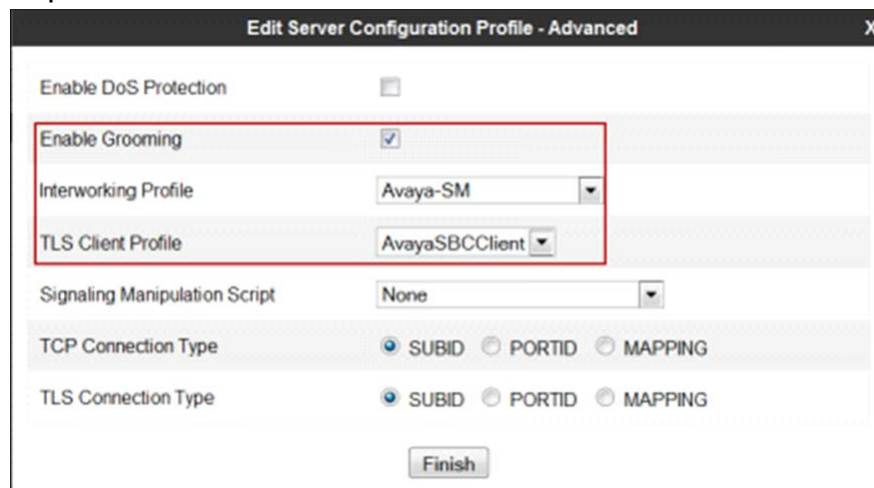 Edit Server Configuration Profile - Advanced X
Enable DoS Protection
Enable Grooming
Interworking Profile Avaya-SM
TLS Client Profile AvayaSBCClient
Signaling Manipulation Script None
TCP Connection Type SUBID PORTID MAPPING
TLS Connection Type SUBID PORTID MAPPING
Finish